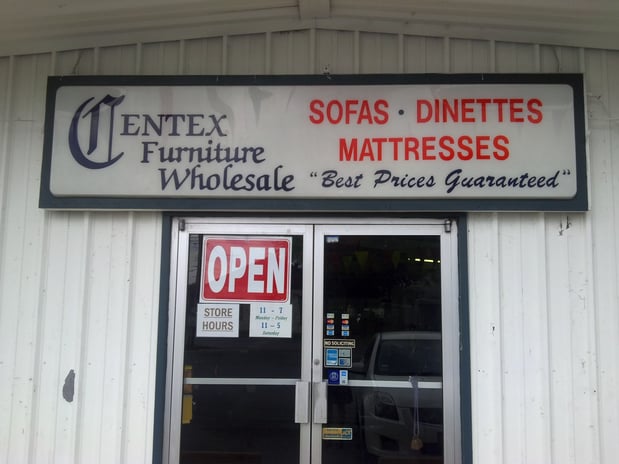 CENTEX
Furniture
Wholesale
SOFAS · DINETTES
MATTRESSES
"Best Prices Guaranteed"
OPEN
STORE
HOURS
11 - 7
Monday - Friday
11 - 5
Saturday
NO SOLICITING